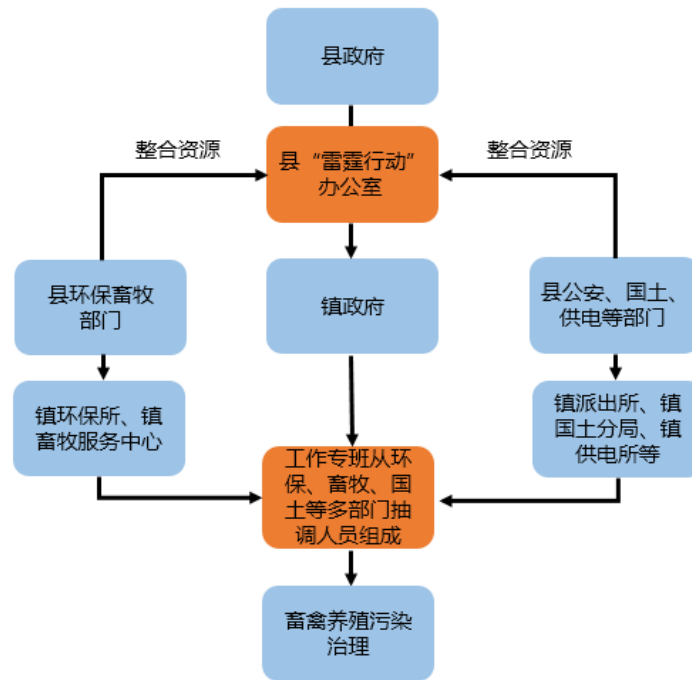 县政府
整合资源
整合资源
县“雷霆行动”
办公室
县环保畜牧
部门
镇政府
县公安、国土、
供电等部门
镇环保所、镇
畜牧服务中心
镇派出所、镇
国土分局、镇
供电所等
工作专班从环
保、畜牧、国
土等多部门抽
调人员组成
畜禽养殖污染
治理